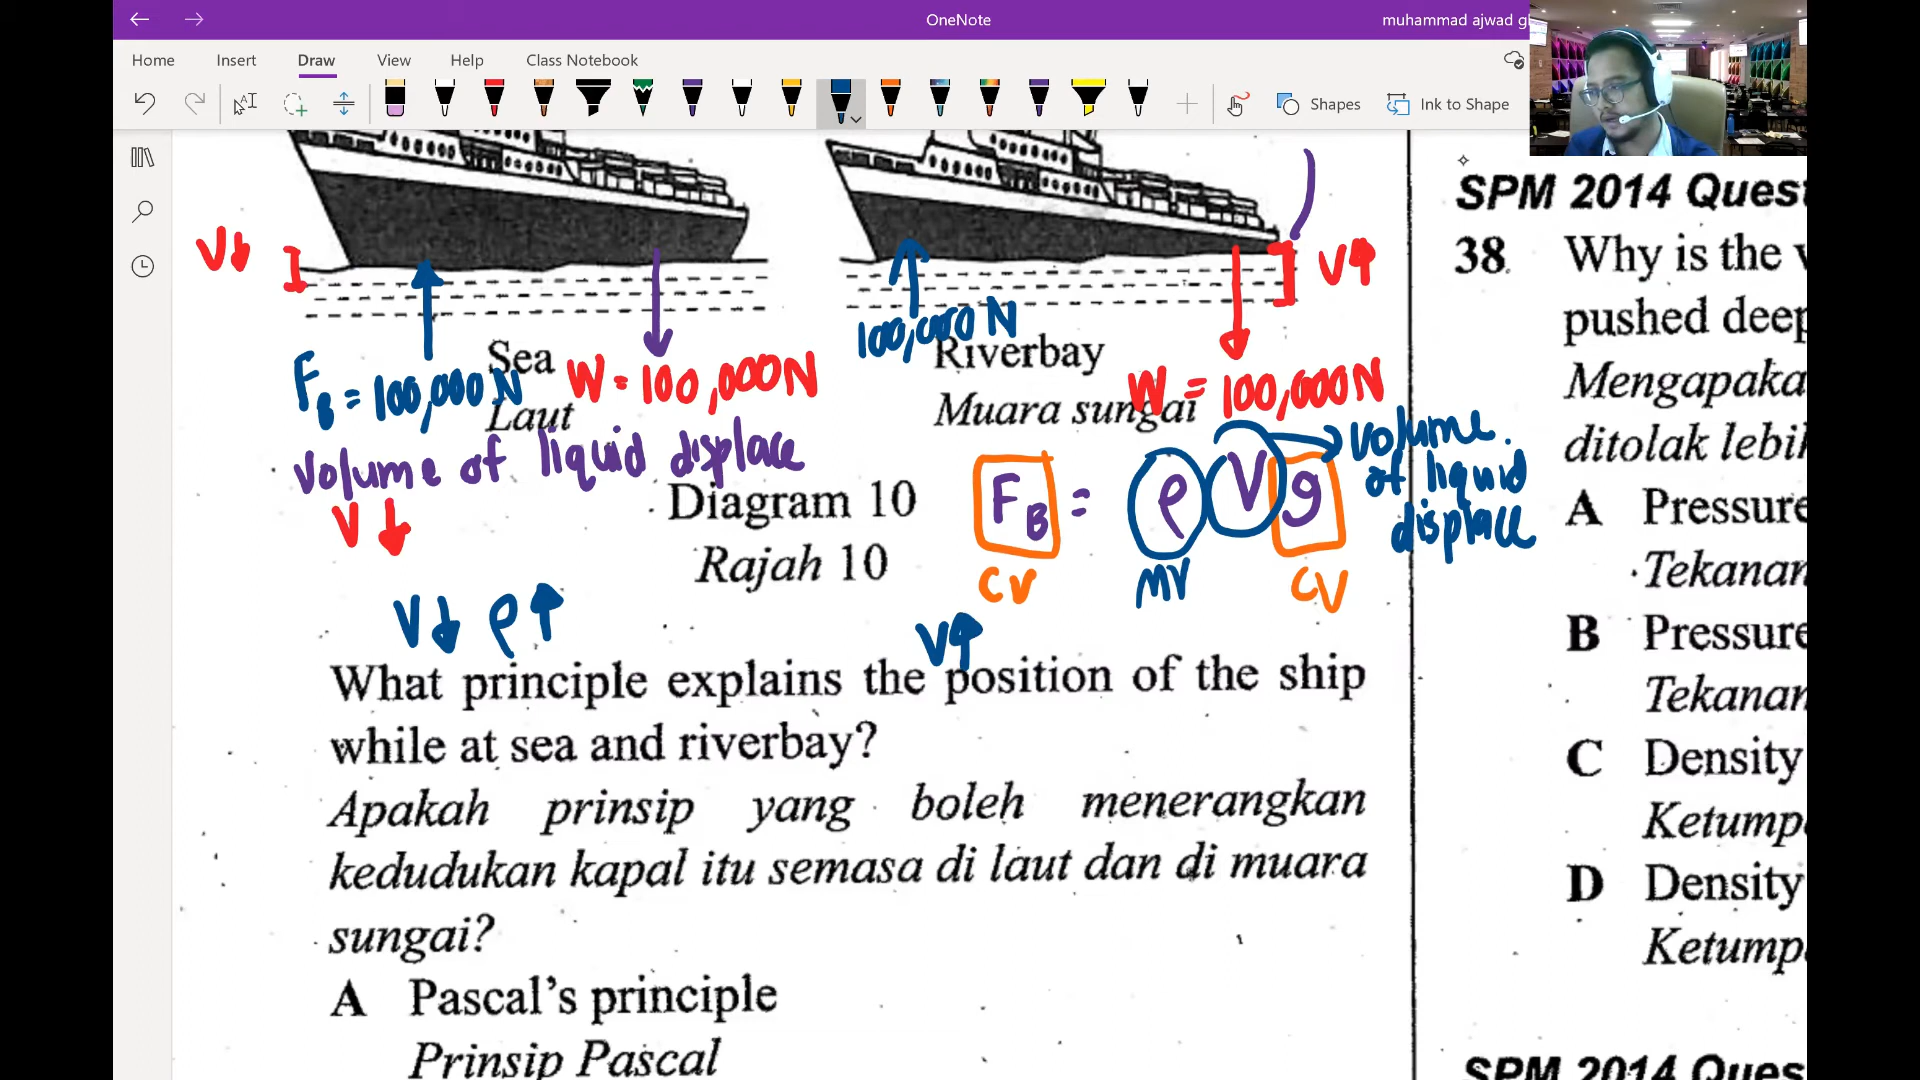 OneNote
muhammad ajwad g
Home Insert Draw View Help Class Notebook
Shapes Ink to Shape
V↓
V↑
100,000 N
Sea
Laut
F_B = 100,000 N
W = 100,000N
Riverbay
Muara sungai
W = 100,000N
volume of liquid displace
V ↓
Diagram 10
Rajah 10
F_B = ρ V g
CV MV CV
volume
of liquid
displace
V↓ ρ↑
V↑
What principle explains the position of the ship
while at sea and riverbay?
Apakah prinsip yang boleh menerangkan
kedudukan kapal itu semasa di laut dan di muara
sungai?
A Pascal's principle
Prinsip Pascal
SPM 2014 Quest
38. Why is the
pushed deep
Mengapaka
ditolak lebih
A Pressure
Tekanan
B Pressure
Tekanan
C Density
Ketump
D Density
Ketump
SPM 2014 Ques